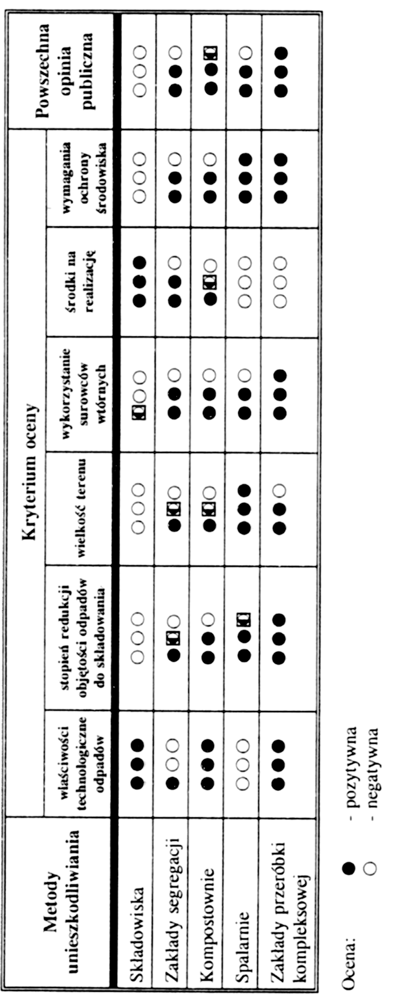 Metody
unieszkodliwiania
Kryterium oceny
Powszechna
opinia
publiczna
właściwości
technologiczne
odpadów
stopień redukcji
objętości odpadów
do składowania
wielkość terenu
wykorzystanie
surowców
wtórnych
środki na
realizację
wymagania
ochrony
środowiska
Składowiska
Zakłady segregacji
Kompostownie
Spalarnie
Zakłady przeróbki
kompleksowej
Ocena: ● - pozytywna
○ - negatywna